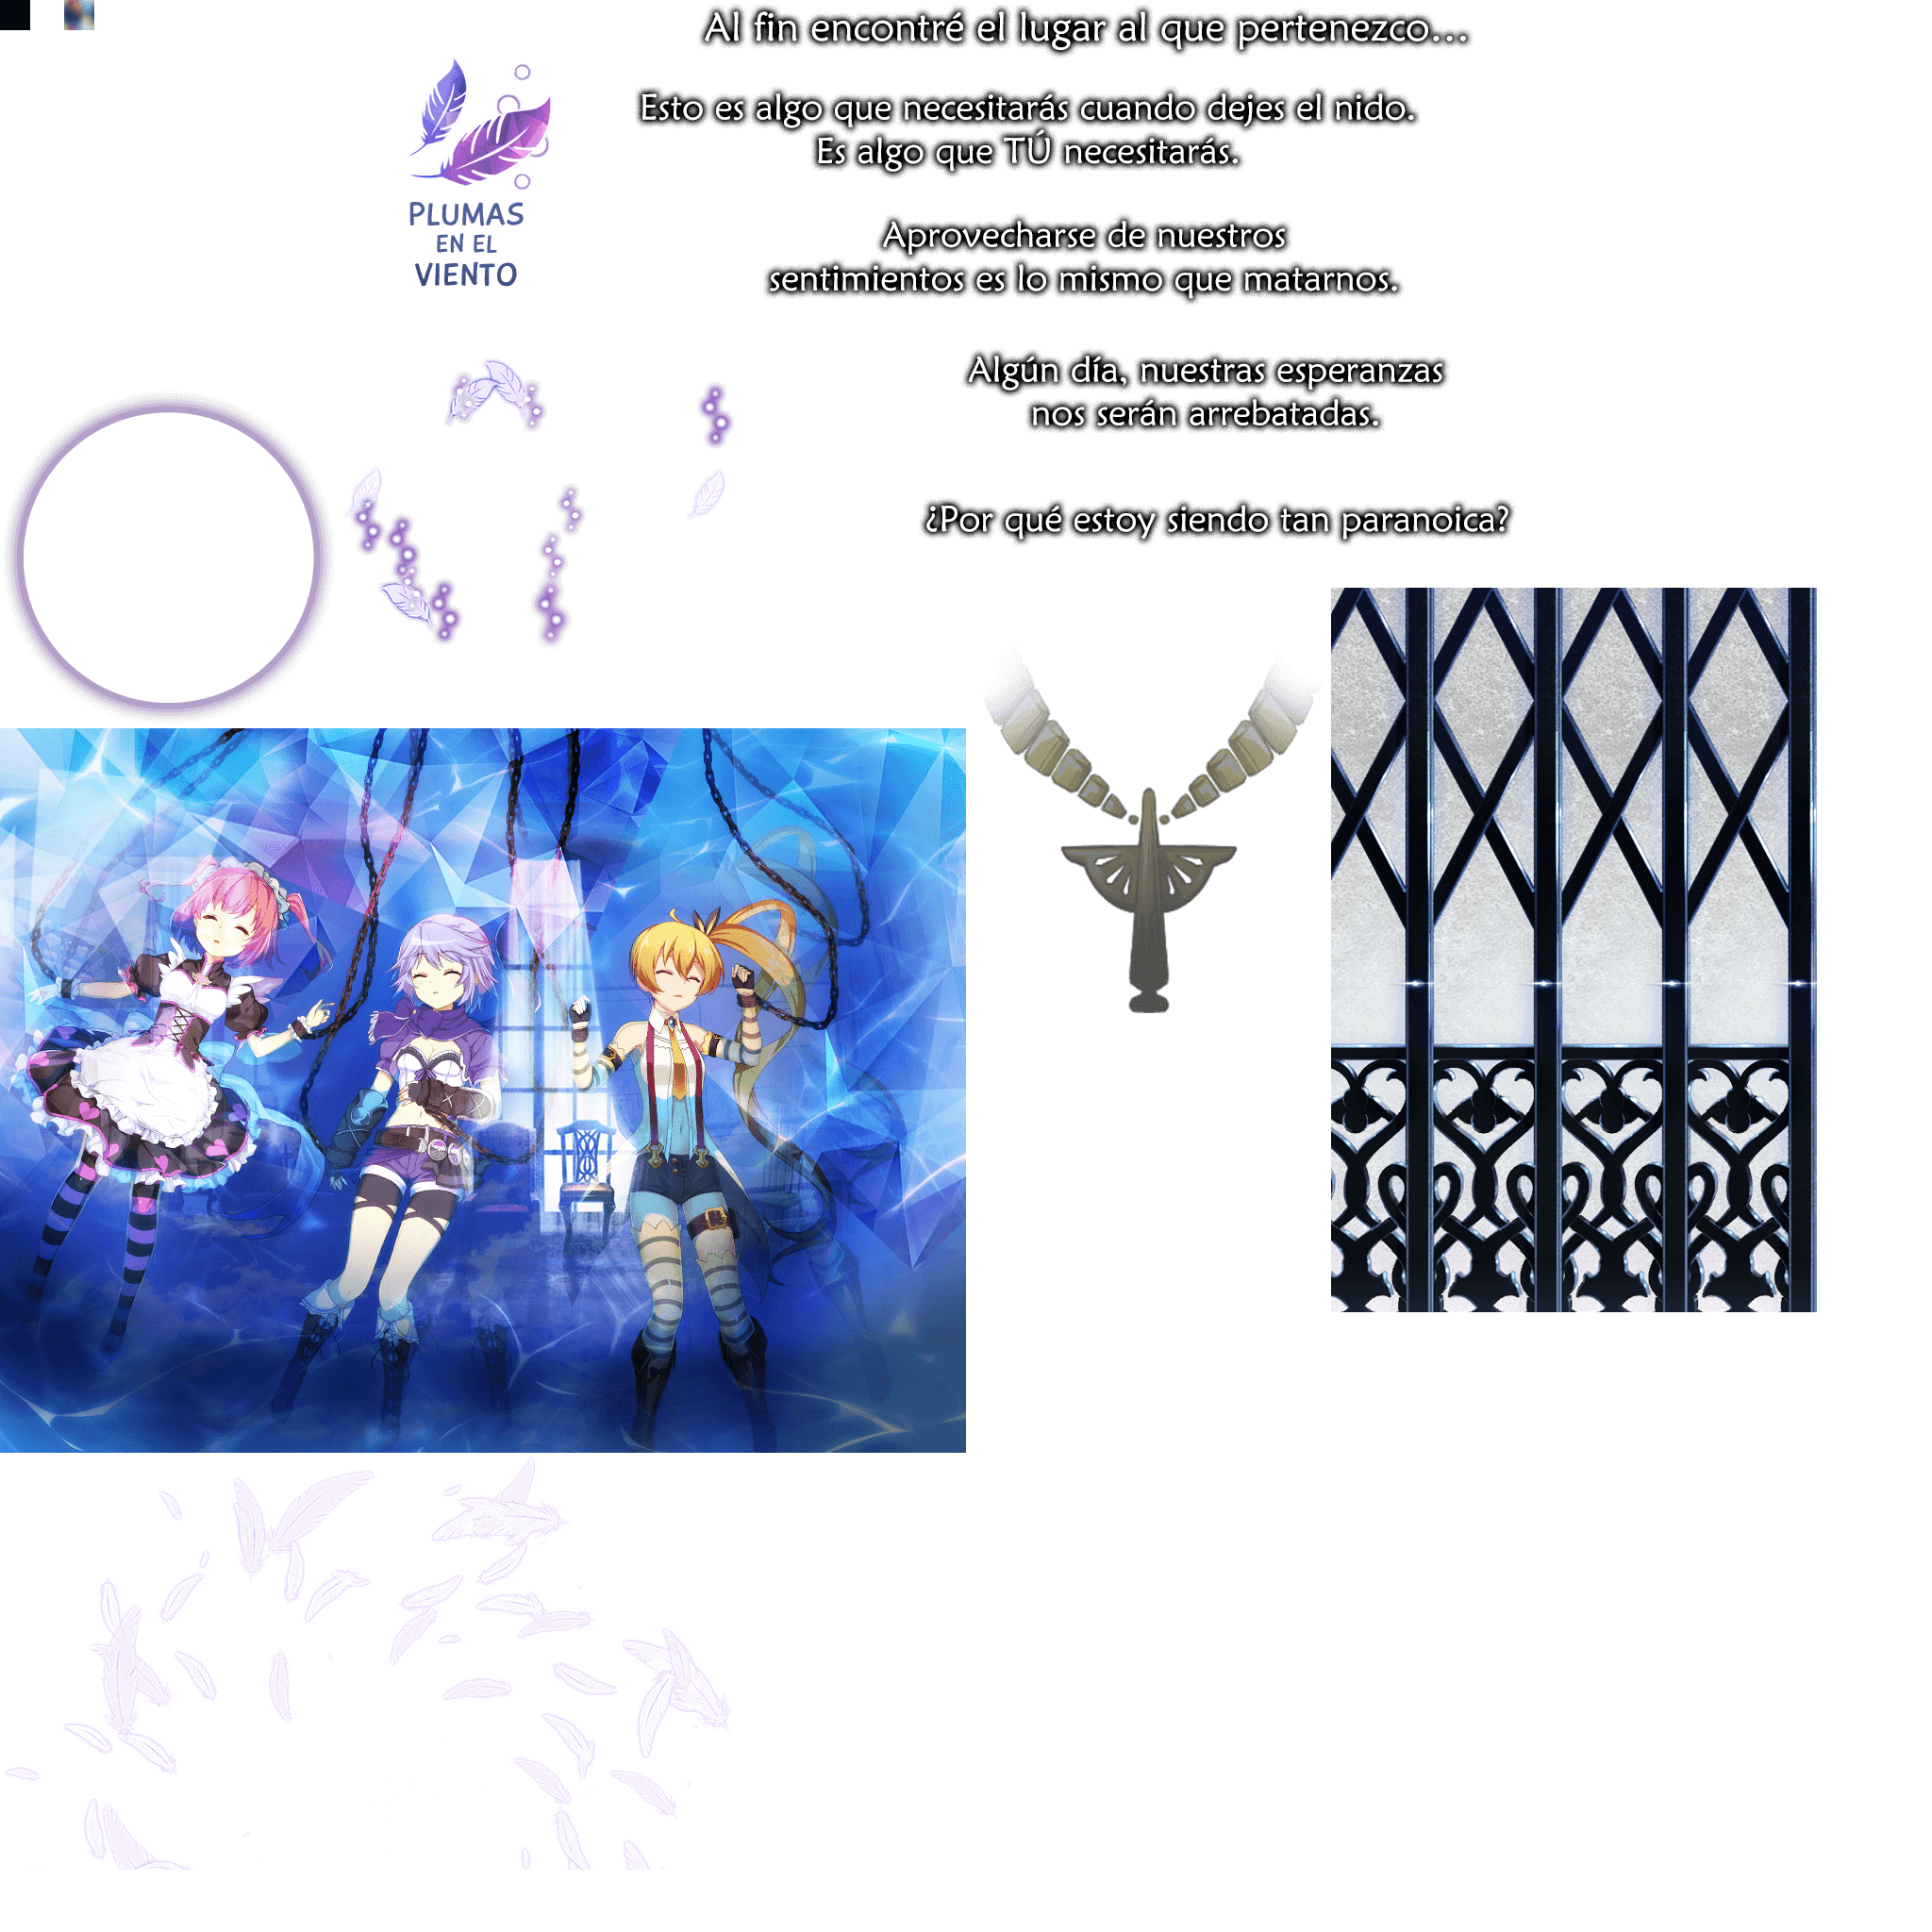 Al fin encontré el lugar al que pertenezco...
Esto es algo que necesitarás cuando dejes el nido.
Es algo que TÚ necesitarás.
PLUMAS
EN EL
VIENTO
Aprovecharse de nuestros
sentimientos es lo mismo que matarnos.
Algún día, nuestras esperanzas
nos serán arrebatadas.
¿Por qué estoy siendo tan paranoica?